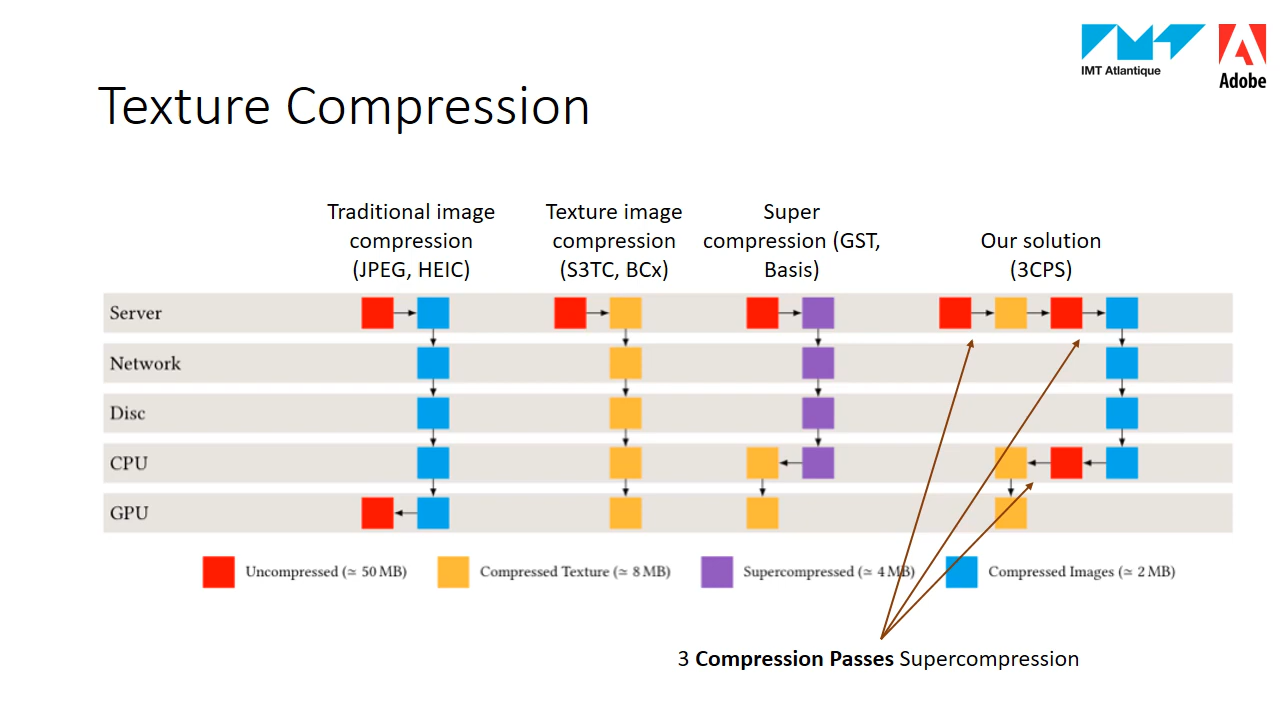 IMT Atlantique
Adobe
Texture Compression
Traditional image
compression
(JPEG, HEIC)
Texture image
compression
(S3TC, BCx)
Super
compression (GST,
Basis)
Our solution
(3CPS)
Server
Network
Disc
CPU
GPU
Uncompressed (≃ 50 MB)
Compressed Texture (≃ 8 MB)
Supercompressed (≃ 4 MB)
Compressed Images (≃ 2 MB)
3 Compression Passes Supercompression